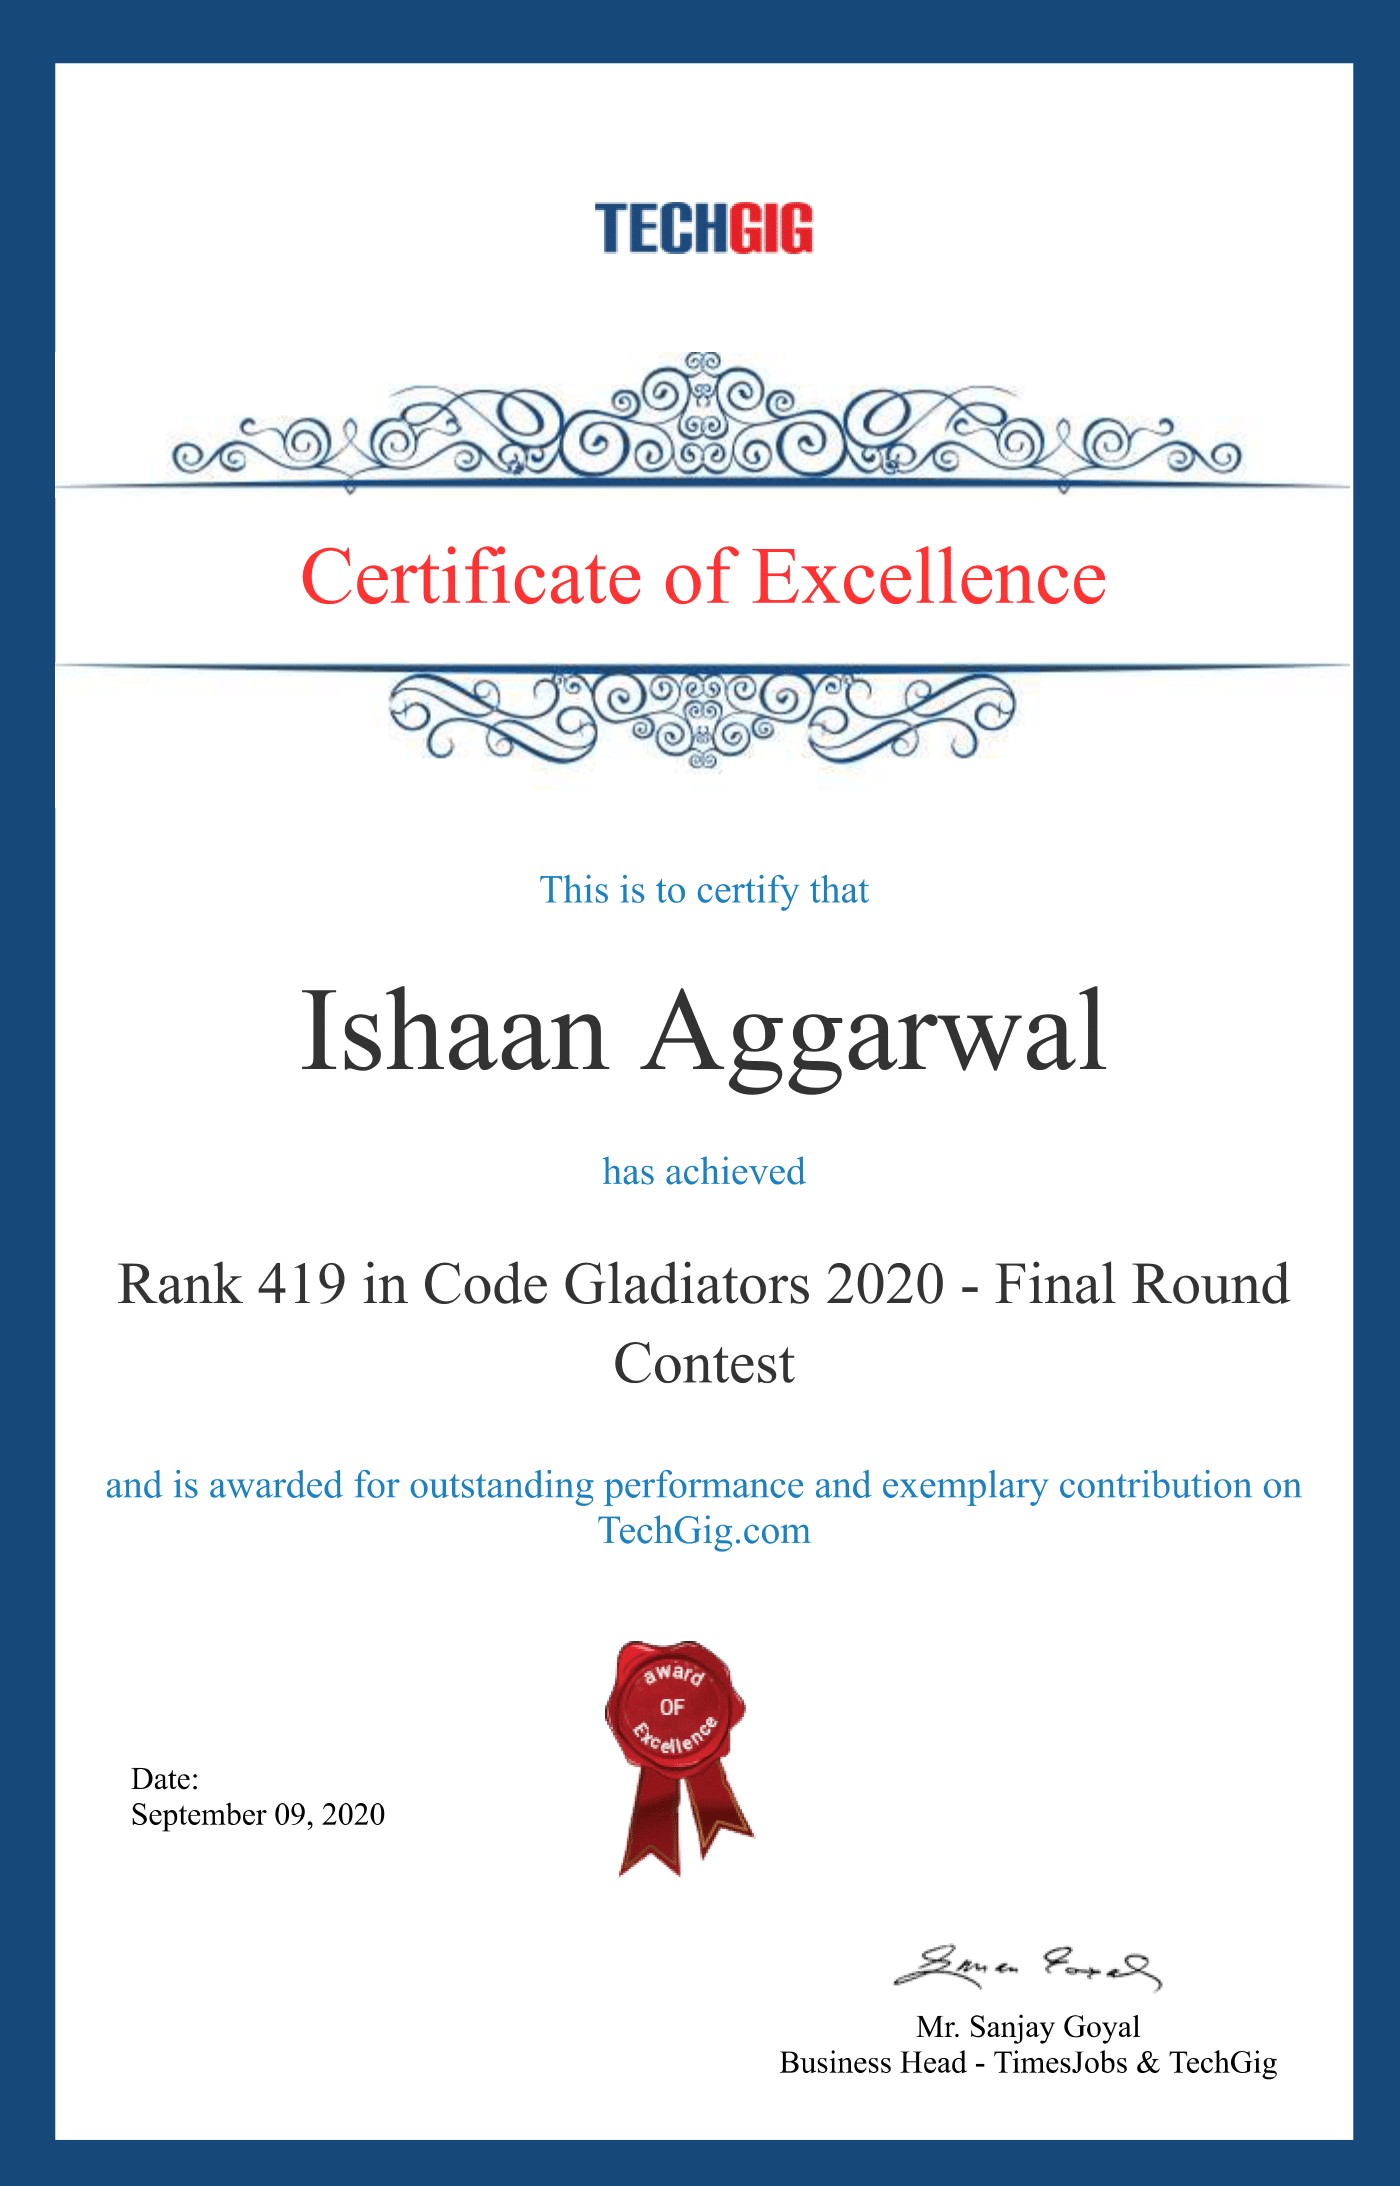 TECHGIG
Certificate of Excellence
This is to certify that
Ishaan Aggarwal
has achieved
Rank 419 in Code Gladiators 2020 - Final Round
Contest
and is awarded for outstanding performance and exemplary contribution on
TechGig.com
award
OF
Excellence
Date:
September 09, 2020
Mr. Sanjay Goyal
Business Head - TimesJobs & TechGig